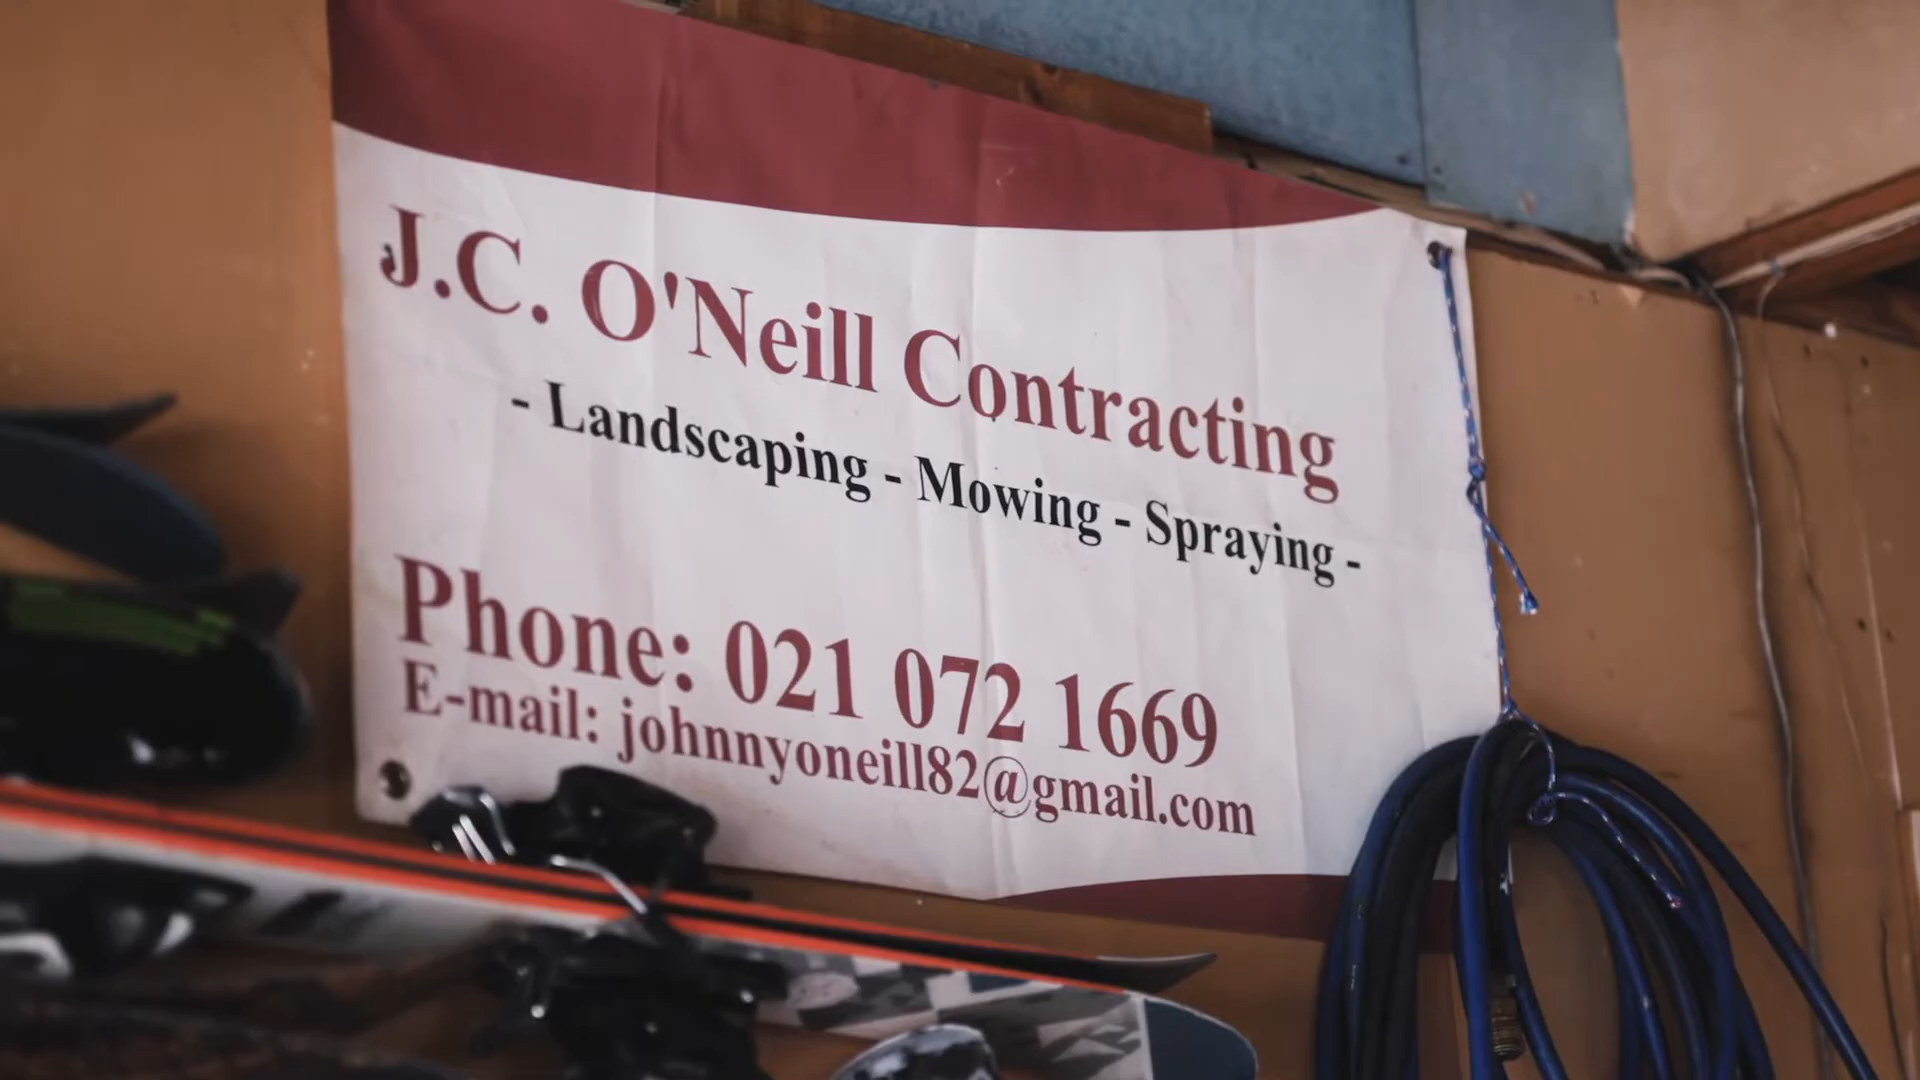 J.C. O'Neill Contracting
- Landscaping - Mowing - Spraying -
Phone: 021 072 1669
E-mail: johnnyoneill82@gmail.com